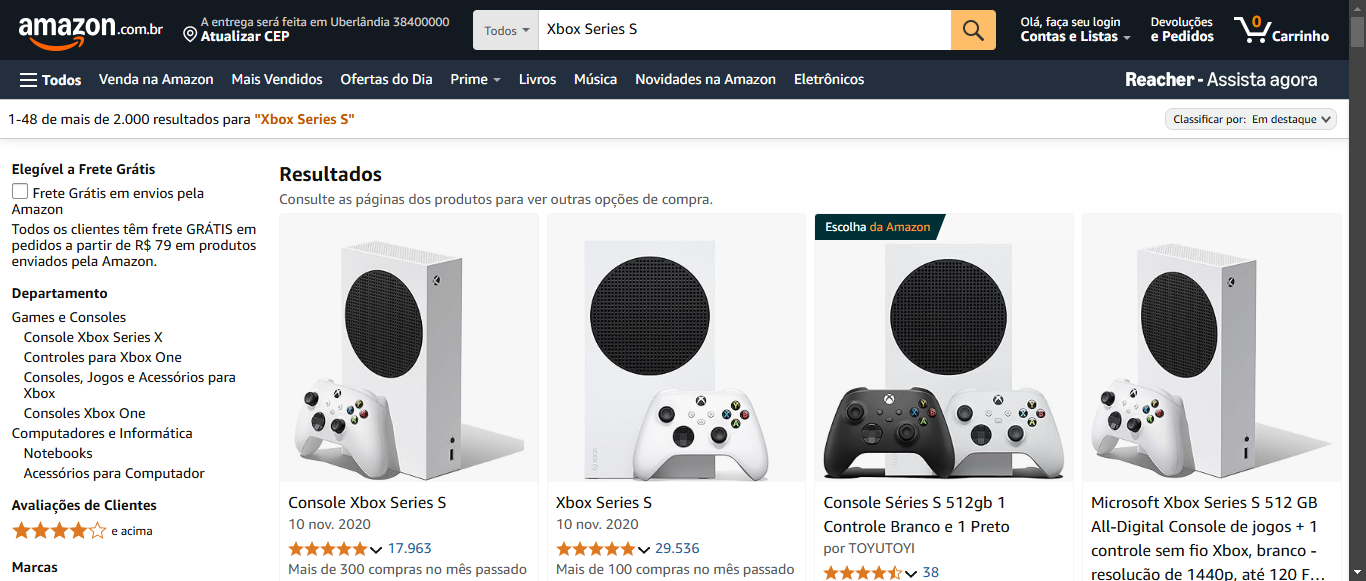 amazon.com.br
A entrega será feita em Uberlândia 38400000
Atualizar CEP
Todos
Xbox Series S
Olá, faça seu login
Contas e Listas
Devoluções
e Pedidos
0
Carrinho
Todos
Venda na Amazon
Mais Vendidos
Ofertas do Dia
Prime
Livros
Música
Novidades na Amazon
Eletrônicos
Reacher - Assista agora
1-48 de mais de 2.000 resultados para "Xbox Series S"
Classificar por: Em destaque
Elegível a Frete Grátis
Frete Grátis em envios pela
Amazon
Todos os clientes têm frete GRÁTIS em
pedidos a partir de R$ 79 em produtos
enviados pela Amazon.
Departamento
Games e Consoles
Console Xbox Series X
Controles para Xbox One
Consoles, Jogos e Acessórios para
Xbox
Consoles Xbox One
Computadores e Informática
Notebooks
Acessórios para Computador
Avaliações de Clientes
e acima
Marcas
Resultados
Consulte as páginas dos produtos para ver outras opções de compra.
Console Xbox Series S
10 nov. 2020
17.963
Mais de 300 compras no mês passado
Xbox Series S
10 nov. 2020
29.536
Mais de 100 compras no mês passado
Escolha da Amazon
Console Séries S 512gb 1
Controle Branco e 1 Preto
por TOYUTOYI
38
Microsoft Xbox Series S 512 GB
All-Digital Console de jogos + 1
controle sem fio Xbox, branco -
resolução de 1440p, até 120 F…